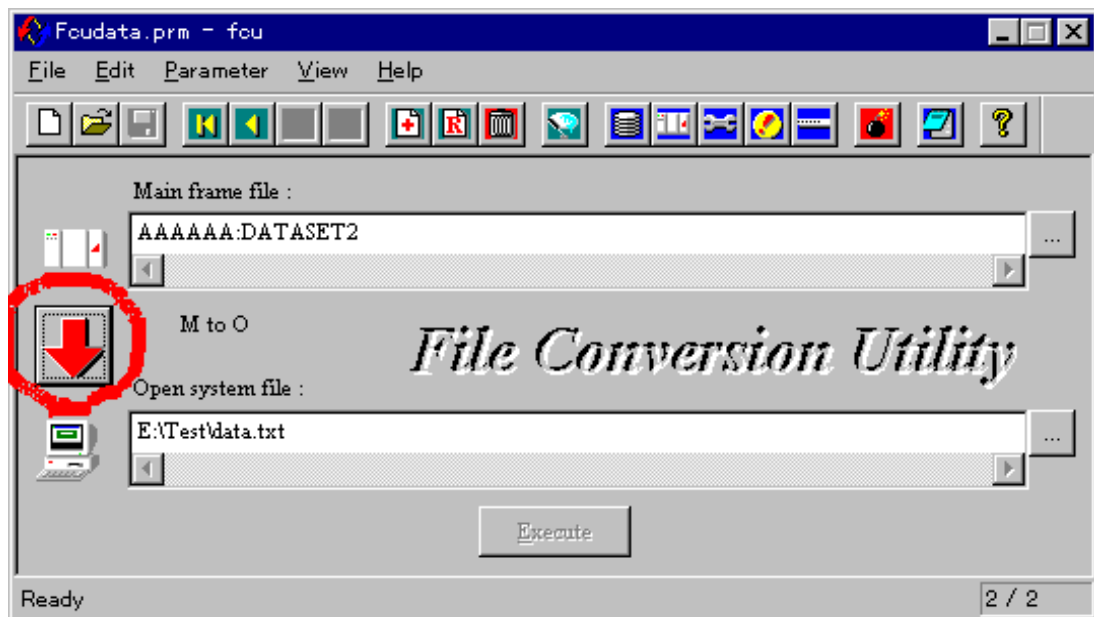 Fcudata.prm - fcu
File Edit Parameter View Help
R
?
Main frame file :
AAAAAA:DATASET2
...
M to O
File Conversion Utility
Open system file :
E:\Test\data.txt
...
Execute
Ready
2 / 2